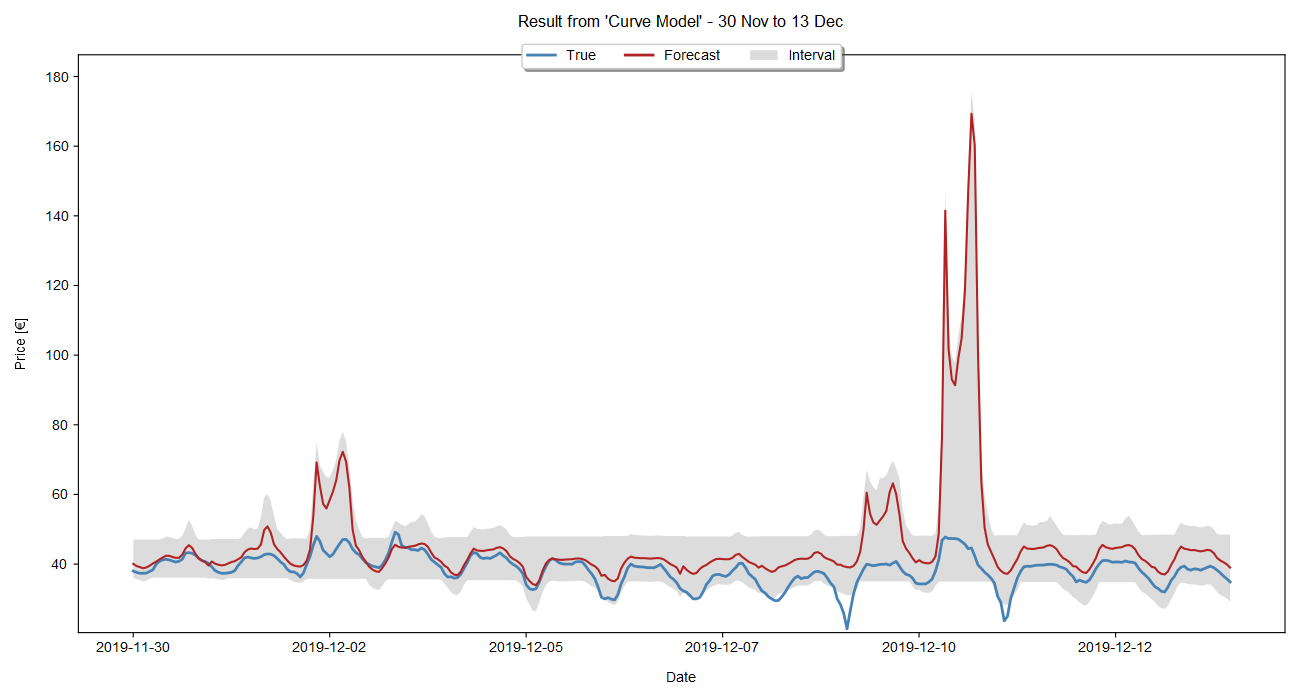 Result from 'Curve Model' - 30 Nov to 13 Dec
True Forecast Interval
180
160
140
120
100
80
60
40
Price [€]
2019-11-30 2019-12-02 2019-12-05 2019-12-07 2019-12-10 2019-12-12
Date